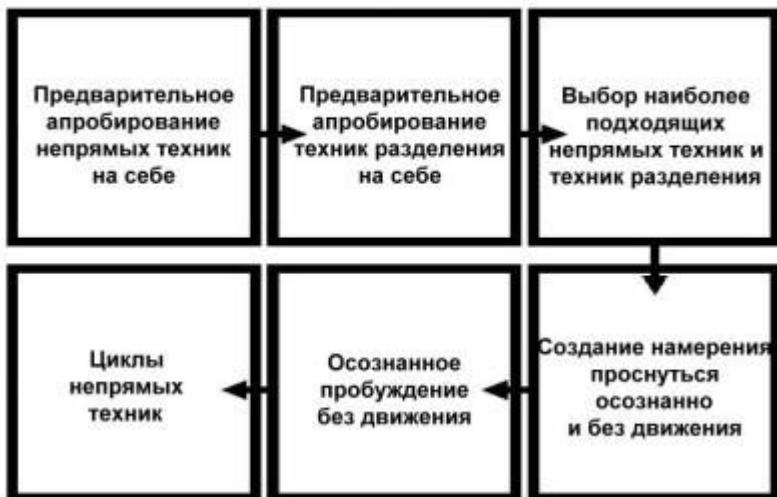 Предварительное
апробирование
непрямых техник
на себе
Предварительное
апробирование
техник разделения
на себе
Выбор наиболее
подходящих
непрямых техник и
техник разделения
Создание намерения
проснуться
осознанно
и без движения
Осознанное
пробуждение
без движения
Циклы
непрямых
техник